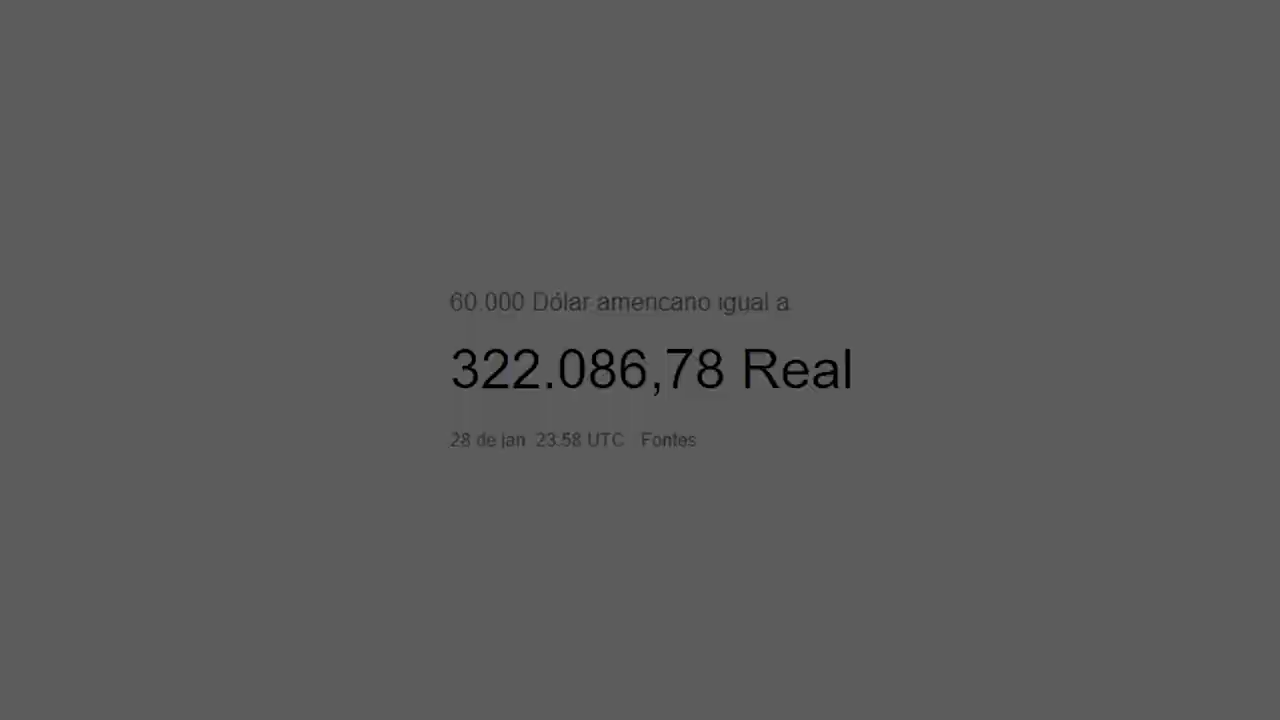 60.000 Dólar americano igual a
322.086,78 Real
28 de jan 23:58 UTC Fontes